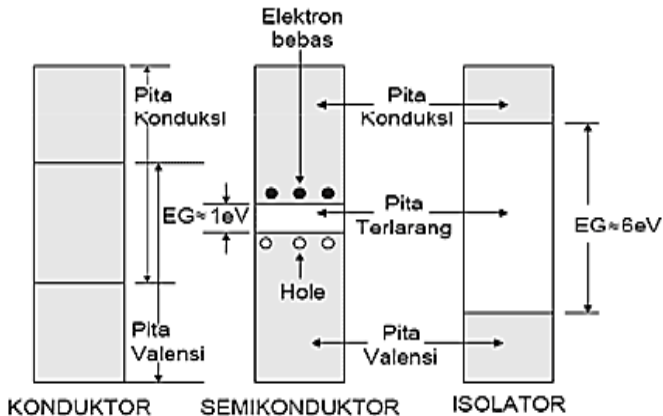 Elektron
bebas
Pita
Konduksi
Pita
Konduksi
EG≈1eV
Pita
Terlarang
EG≈6eV
Hole
Pita
Valensi
Pita
Valensi
KONDUKTOR
SEMIKONDUKTOR
ISOLATOR